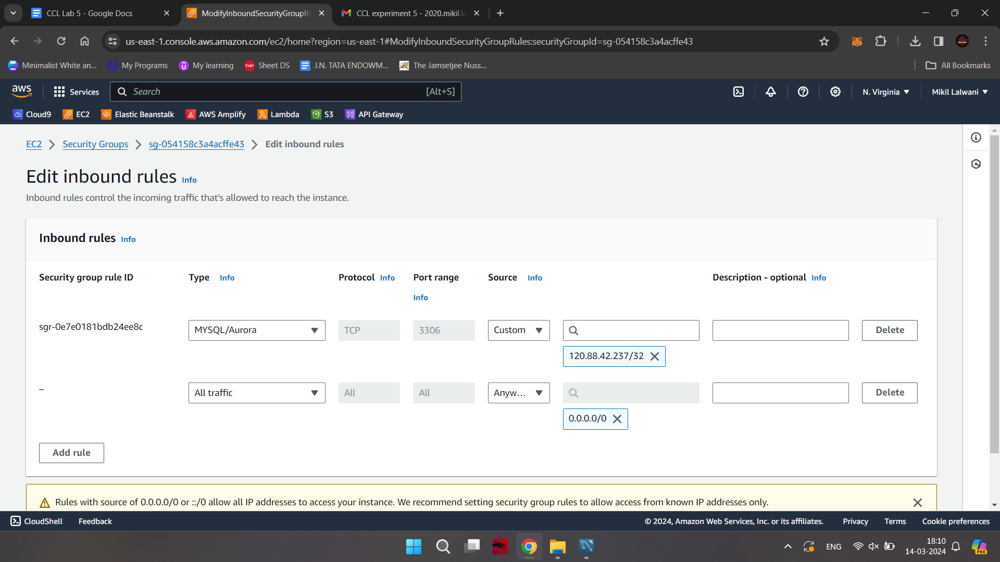 CCL Lab 5 - Google Docs
ModifyInboundSecurityGroupR
CCL experiment 5 - 2020.mikil.la
us-east-1.console.aws.amazon.com/ec2/home?region=us-east-1#ModifyInboundSecurityGroupRules:securityGroupId=sg-054158c3a4acffe43
Minimalist White an...
My Programs
My learning
TUF Sheet DS
J.N. TATA ENDOWM...
The Jamsetjee Nuss...
All Bookmarks
aws
Services
Search
[Alt+S]
N. Virginia
Mikil Lalwani
Cloud9
EC2
Elastic Beanstalk
AWS Amplify
Lambda
S3
API Gateway
EC2
Security Groups
sg-054158c3a4acffe43
Edit inbound rules
Edit inbound rules Info
Inbound rules control the incoming traffic that's allowed to reach the instance.
Inbound rules Info
Security group rule ID
Type Info
Protocol Info
Port range
Info
Source Info
Description - optional Info
sgr-0e7e0181bdb24ee8c
MYSQL/Aurora
TCP
3306
Custom
Delete
120.88.42.237/32
–
All traffic
All
All
Anyw...
Delete
0.0.0.0/0
Add rule
Rules with source of 0.0.0.0/0 or ::/0 allow all IP addresses to access your instance. We recommend setting security group rules to allow access from known IP addresses only.
CloudShell
Feedback
© 2024, Amazon Web Services, Inc. or its affiliates.
Privacy
Terms
Cookie preferences
ENG
18:10
14-03-2024
PRE